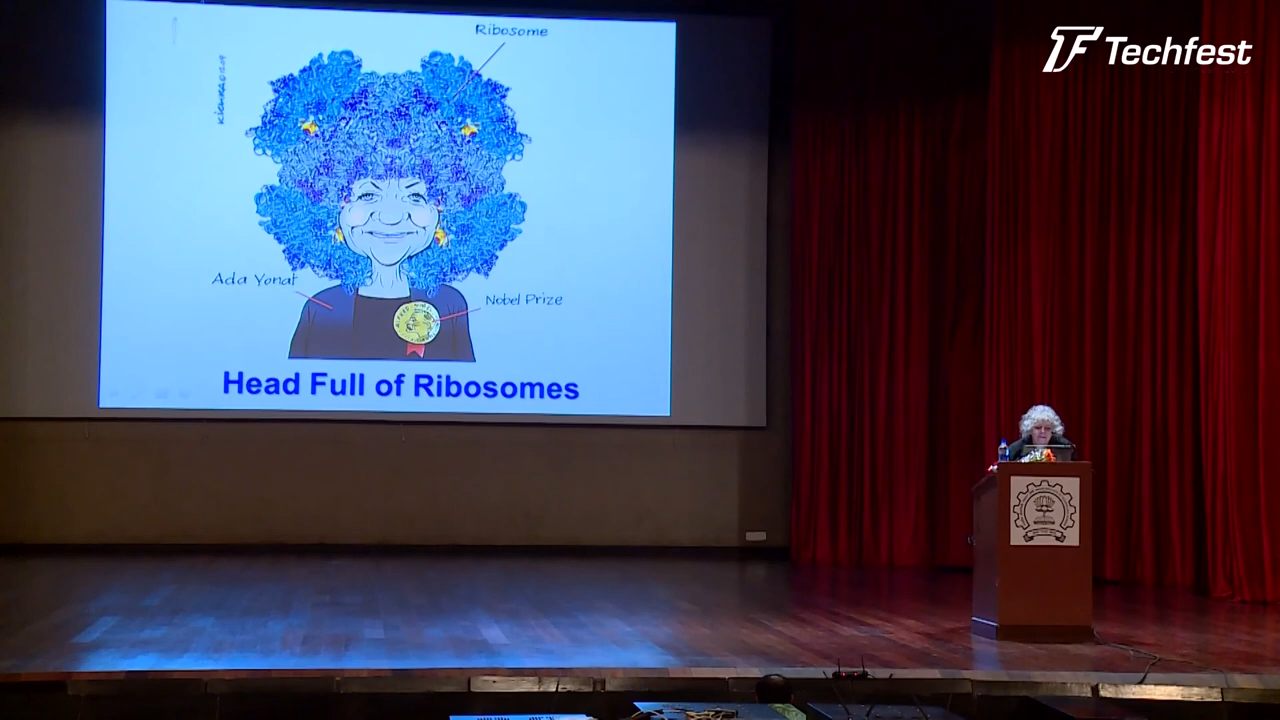 Techfest
Ribosome
Ada Yonat
Nobel Prize
Head Full of Ribosomes